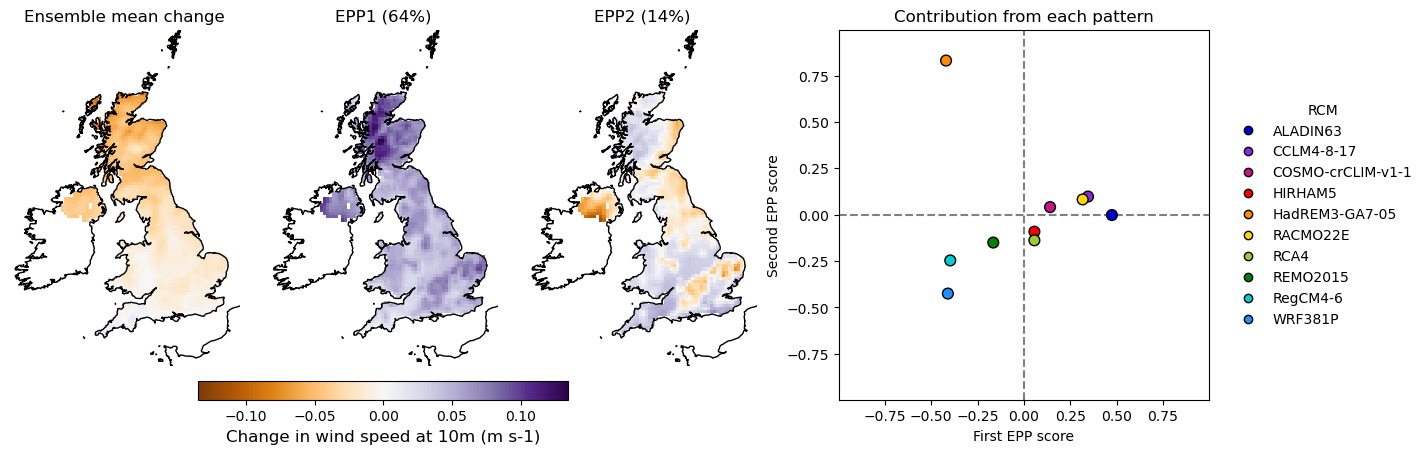 Ensemble mean change
EPP1 (64%)
EPP2 (14%)
−0.10
−0.05
0.00
0.05
0.10
Change in wind speed at 10m (m s-1)
Contribution from each pattern
Second EPP score
0.75
0.50
0.25
0.00
−0.25
−0.50
−0.75
−0.75
−0.50
−0.25
0.00
0.25
0.50
0.75
First EPP score
RCM
ALADIN63
CCLM4-8-17
COSMO-crCLIM-v1-1
HIRHAM5
HadREM3-GA7-05
RACMO22E
RCA4
REMO2015
RegCM4-6
WRF381P